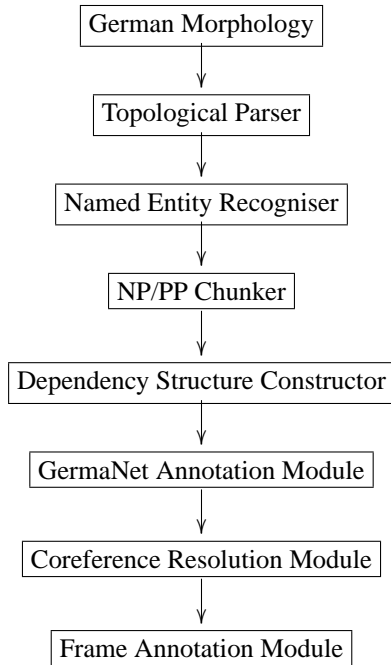 German Morphology
Topological Parser
Named Entity Recogniser
NP/PP Chunker
Dependency Structure Constructor
GermaNet Annotation Module
Coreference Resolution Module
Frame Annotation Module